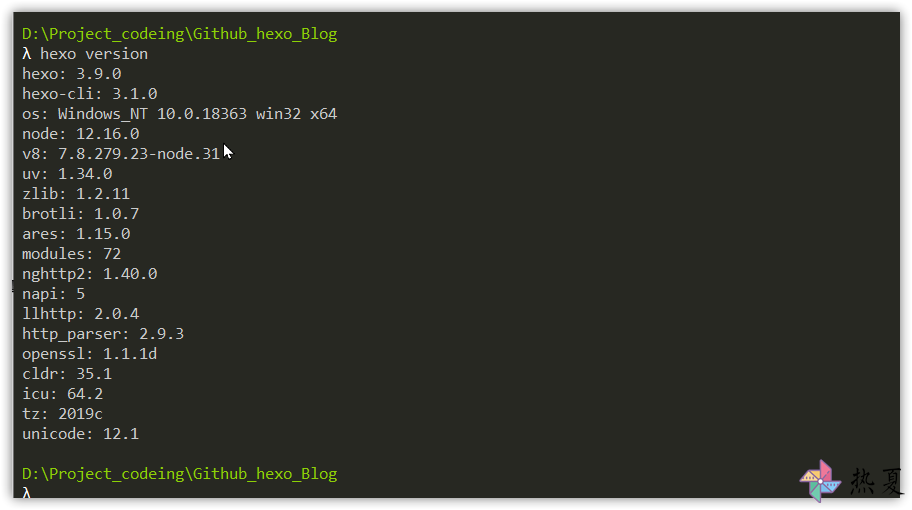 D:\Project_codeing\Github_hexo_Blog
λ hexo version
hexo: 3.9.0
hexo-cli: 3.1.0
os: Windows_NT 10.0.18363 win32 x64
node: 12.16.0
v8: 7.8.279.23-node.31
uv: 1.34.0
zlib: 1.2.11
brotli: 1.0.7
ares: 1.15.0
modules: 72
nghttp2: 1.40.0
napi: 5
llhttp: 2.0.4
http_parser: 2.9.3
openssl: 1.1.1d
cldr: 35.1
icu: 64.2
tz: 2019c
unicode: 12.1
D:\Project_codeing\Github_hexo_Blog
λ
热夏